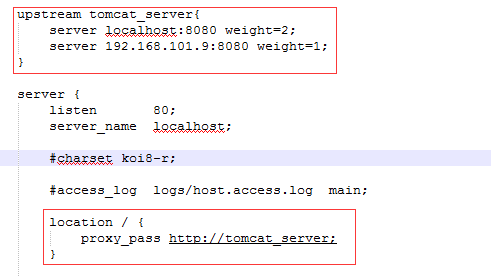 upstream tomcat_server{
server localhost:8080 weight=2;
server 192.168.101.9:8080 weight=1;
}
server {
listen 80;
server_name localhost;
#charset koi8-r;
#access_log logs/host.access.log main;
location / {
proxy_pass http://tomcat_server;
}